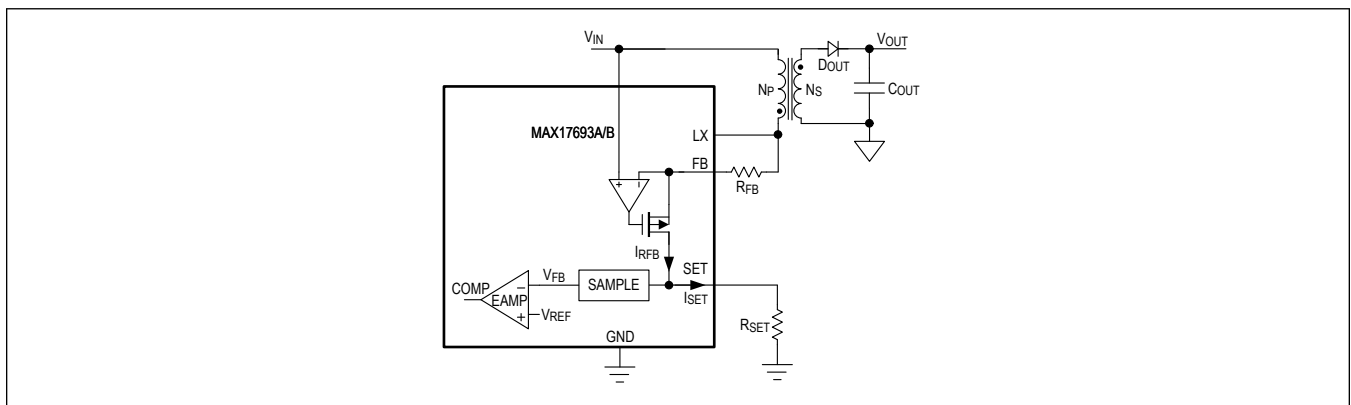 VIN
VOUT
DOUT
NP
NS
COUT
MAX17693A/B
LX
FB
RFB
+
-
IRFB
SET
VFB
SAMPLE
ISET
COMP
-
EAMP
+
VREF
RSET
GND